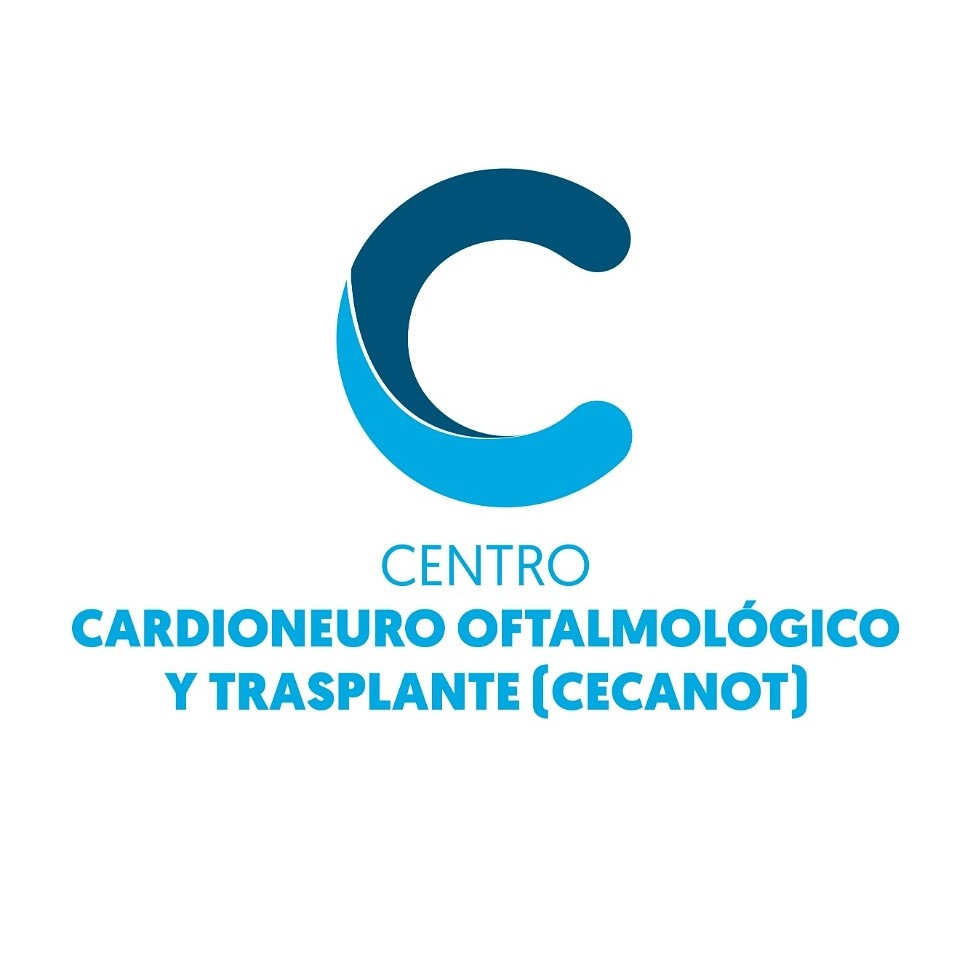 CENTRO
CARDIONEURO OFTALMOLÓGICO
Y TRASPLANTE (CECANOT)